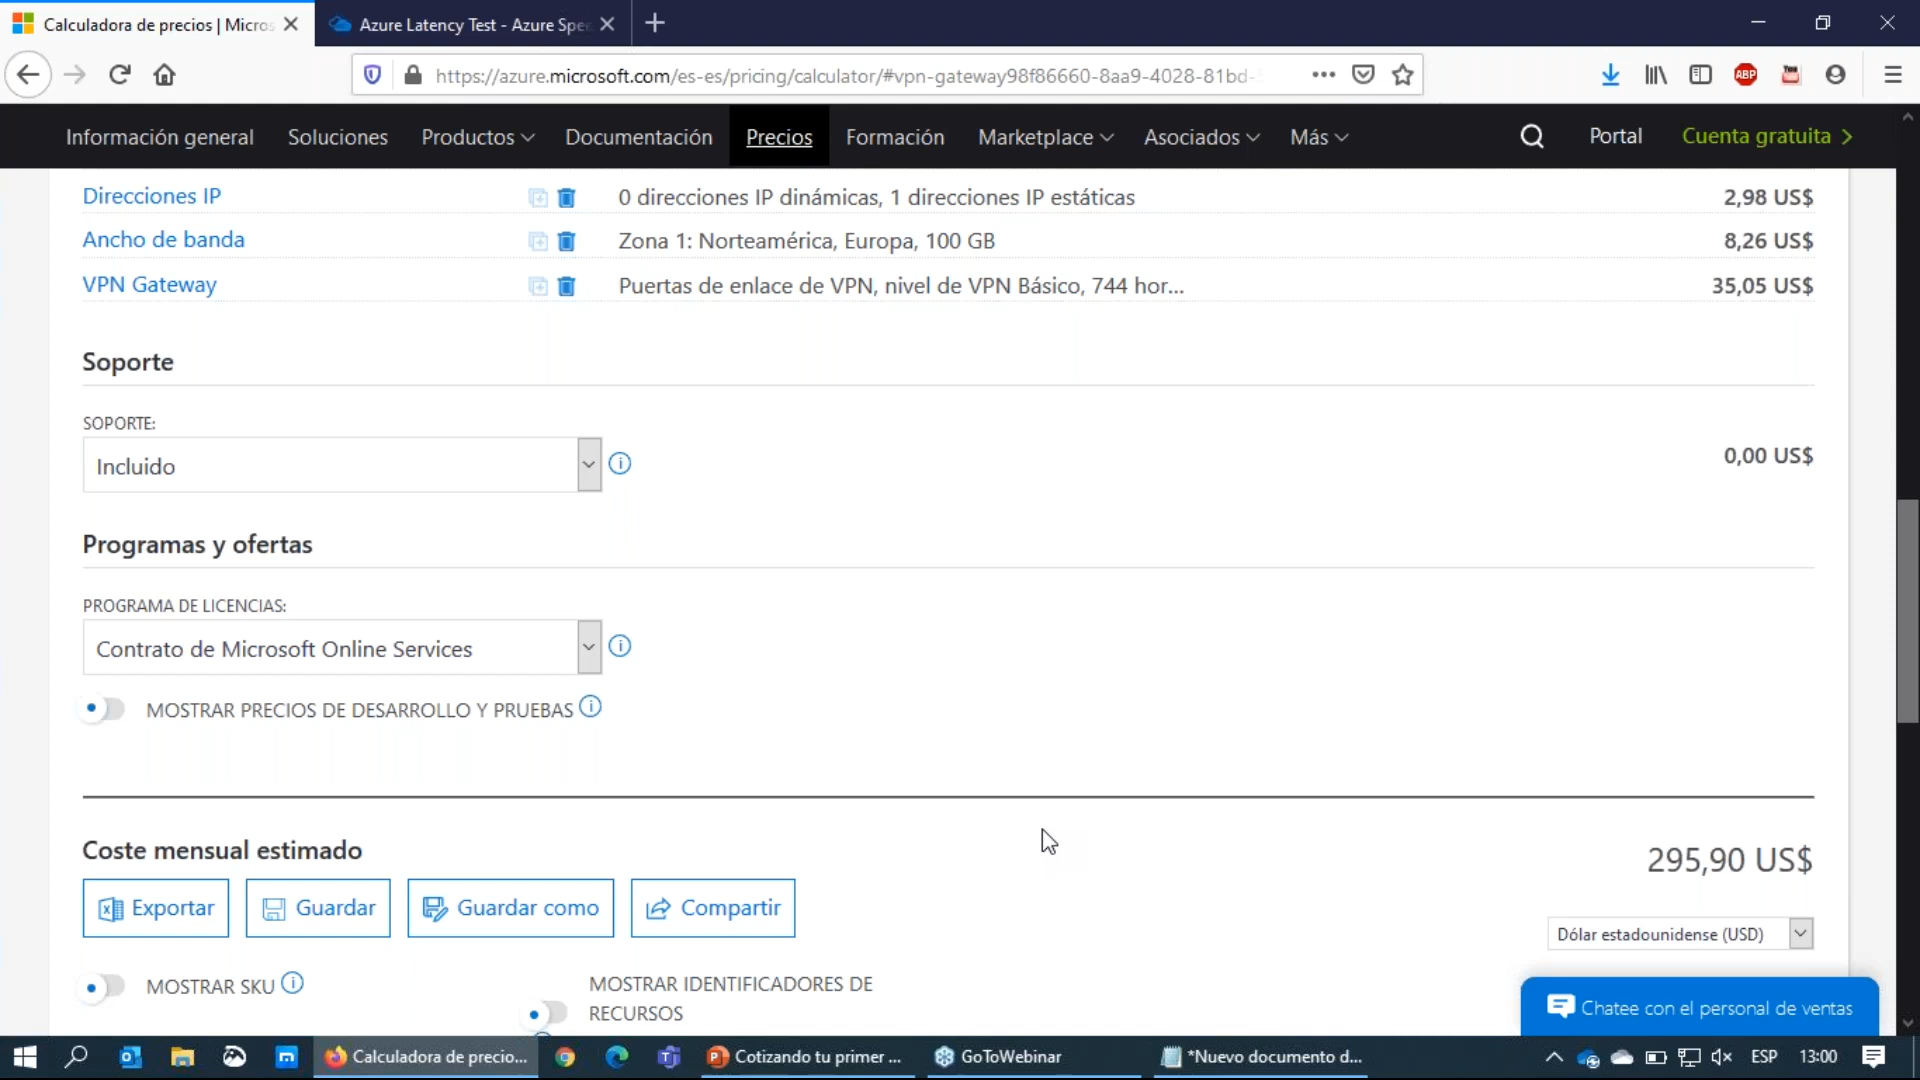 Calculadora de precios | Micros
Azure Latency Test - Azure Spe
https://azure.microsoft.com/es-es/pricing/calculator/#vpn-gateway98f86660-8aa9-4028-81bd-
ABP
Información general Soluciones Productos Documentación Precios Formación Marketplace Asociados Más Portal Cuenta gratuita
Direcciones IP 0 direcciones IP dinámicas, 1 direcciones IP estáticas 2,98 US$
Ancho de banda Zona 1: Norteamérica, Europa, 100 GB 8,26 US$
VPN Gateway Puertas de enlace de VPN, nivel de VPN Básico, 744 hor... 35,05 US$
Soporte
SOPORTE:
Incluido 0,00 US$
Programas y ofertas
PROGRAMA DE LICENCIAS:
Contrato de Microsoft Online Services
MOSTRAR PRECIOS DE DESARROLLO Y PRUEBAS
Coste mensual estimado 295,90 US$
Exportar Guardar Guardar como Compartir
Dólar estadounidense (USD)
MOSTRAR SKU
MOSTRAR IDENTIFICADORES DE
RECURSOS
Chatee con el personal de ventas
Calculadora de precio... Cotizando tu primer ... GoToWebinar *Nuevo documento d... ESP 13:00